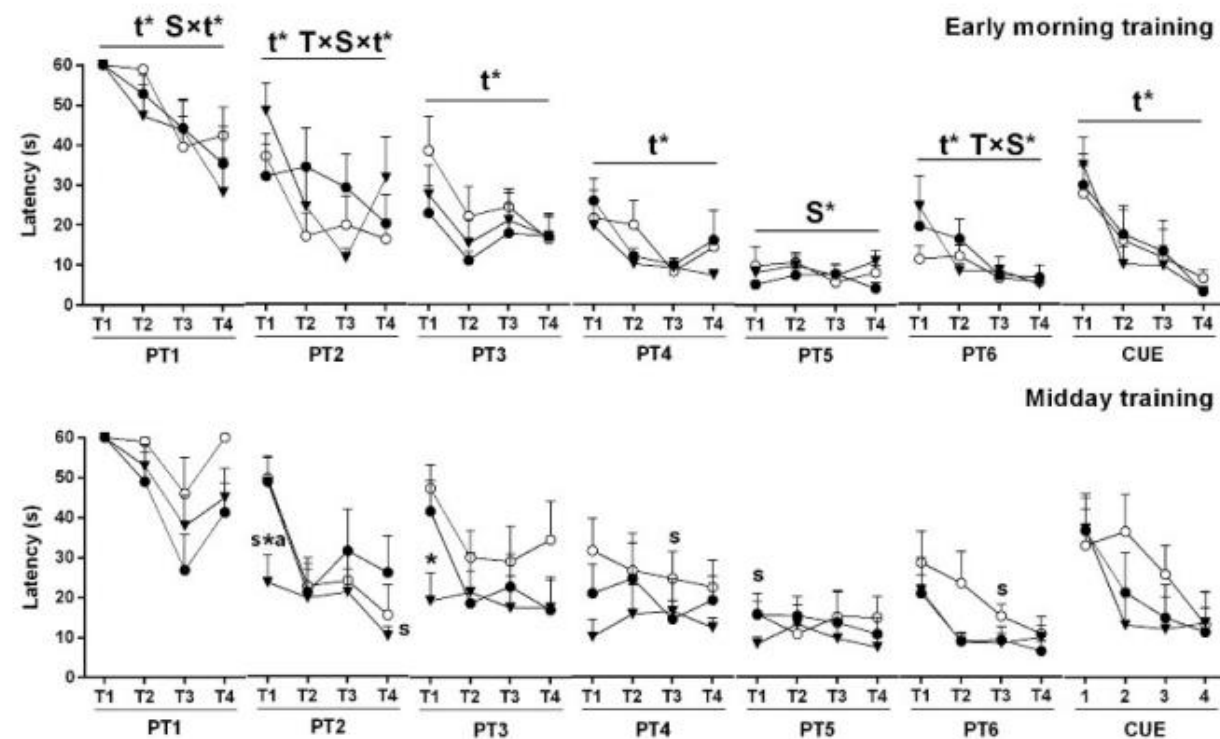 Early morning training
t* S×t*
t* T×S×t*
t*
t*
S*
t* T×S*
t*
Latency (s)
60
50
40
30
20
10
0
T1 T2 T3 T4 T1 T2 T3 T4 T1 T2 T3 T4 T1 T2 T3 T4 T1 T2 T3 T4 T1 T2 T3 T4 T1 T2 T3 T4
PT1 PT2 PT3 PT4 PT5 PT6 CUE
Midday training
Latency (s)
60
50
40
30
20
10
0
s*a
s
*
s
s
s
T1 T2 T3 T4 T1 T2 T3 T4 T1 T2 T3 T4 T1 T2 T3 T4 T1 T2 T3 T4 T1 T2 T3 T4 1 2 3 4
PT1 PT2 PT3 PT4 PT5 PT6 CUE